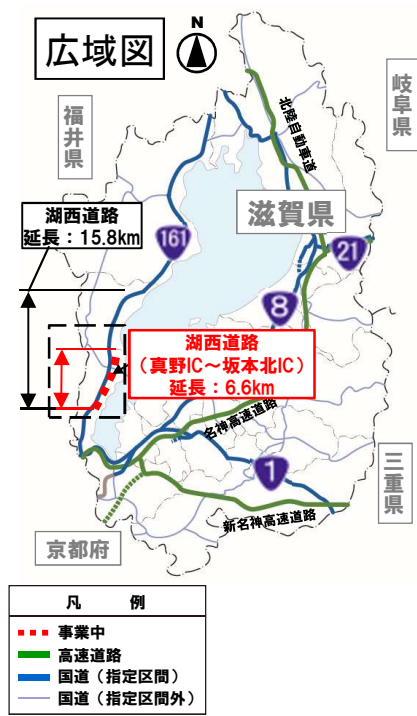 広域図
N
北陸自動車道
岐阜県
福井県
湖西道路
延長：15.8km
161
滋賀県
21
8
湖西道路
（真野IC～坂本北IC）
延長：6.6km
名神高速道路
1
三重県
新名神高速道路
京都府
凡 例
事業中
高速道路
国道（指定区間）
国道（指定区間外）